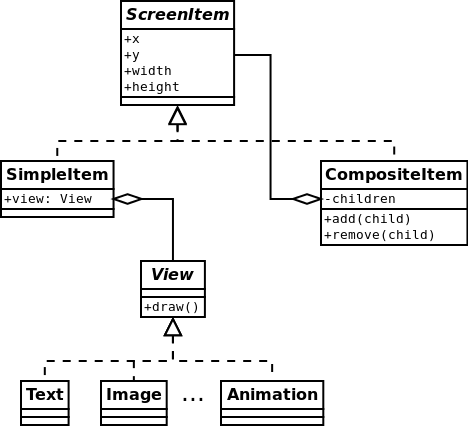 ScreenItem
+x
+y
+width
+height
SimpleItem
+view: View
CompositeItem
-children
+add(child)
+remove(child)
View
+draw()
Text
Image
...
Animation